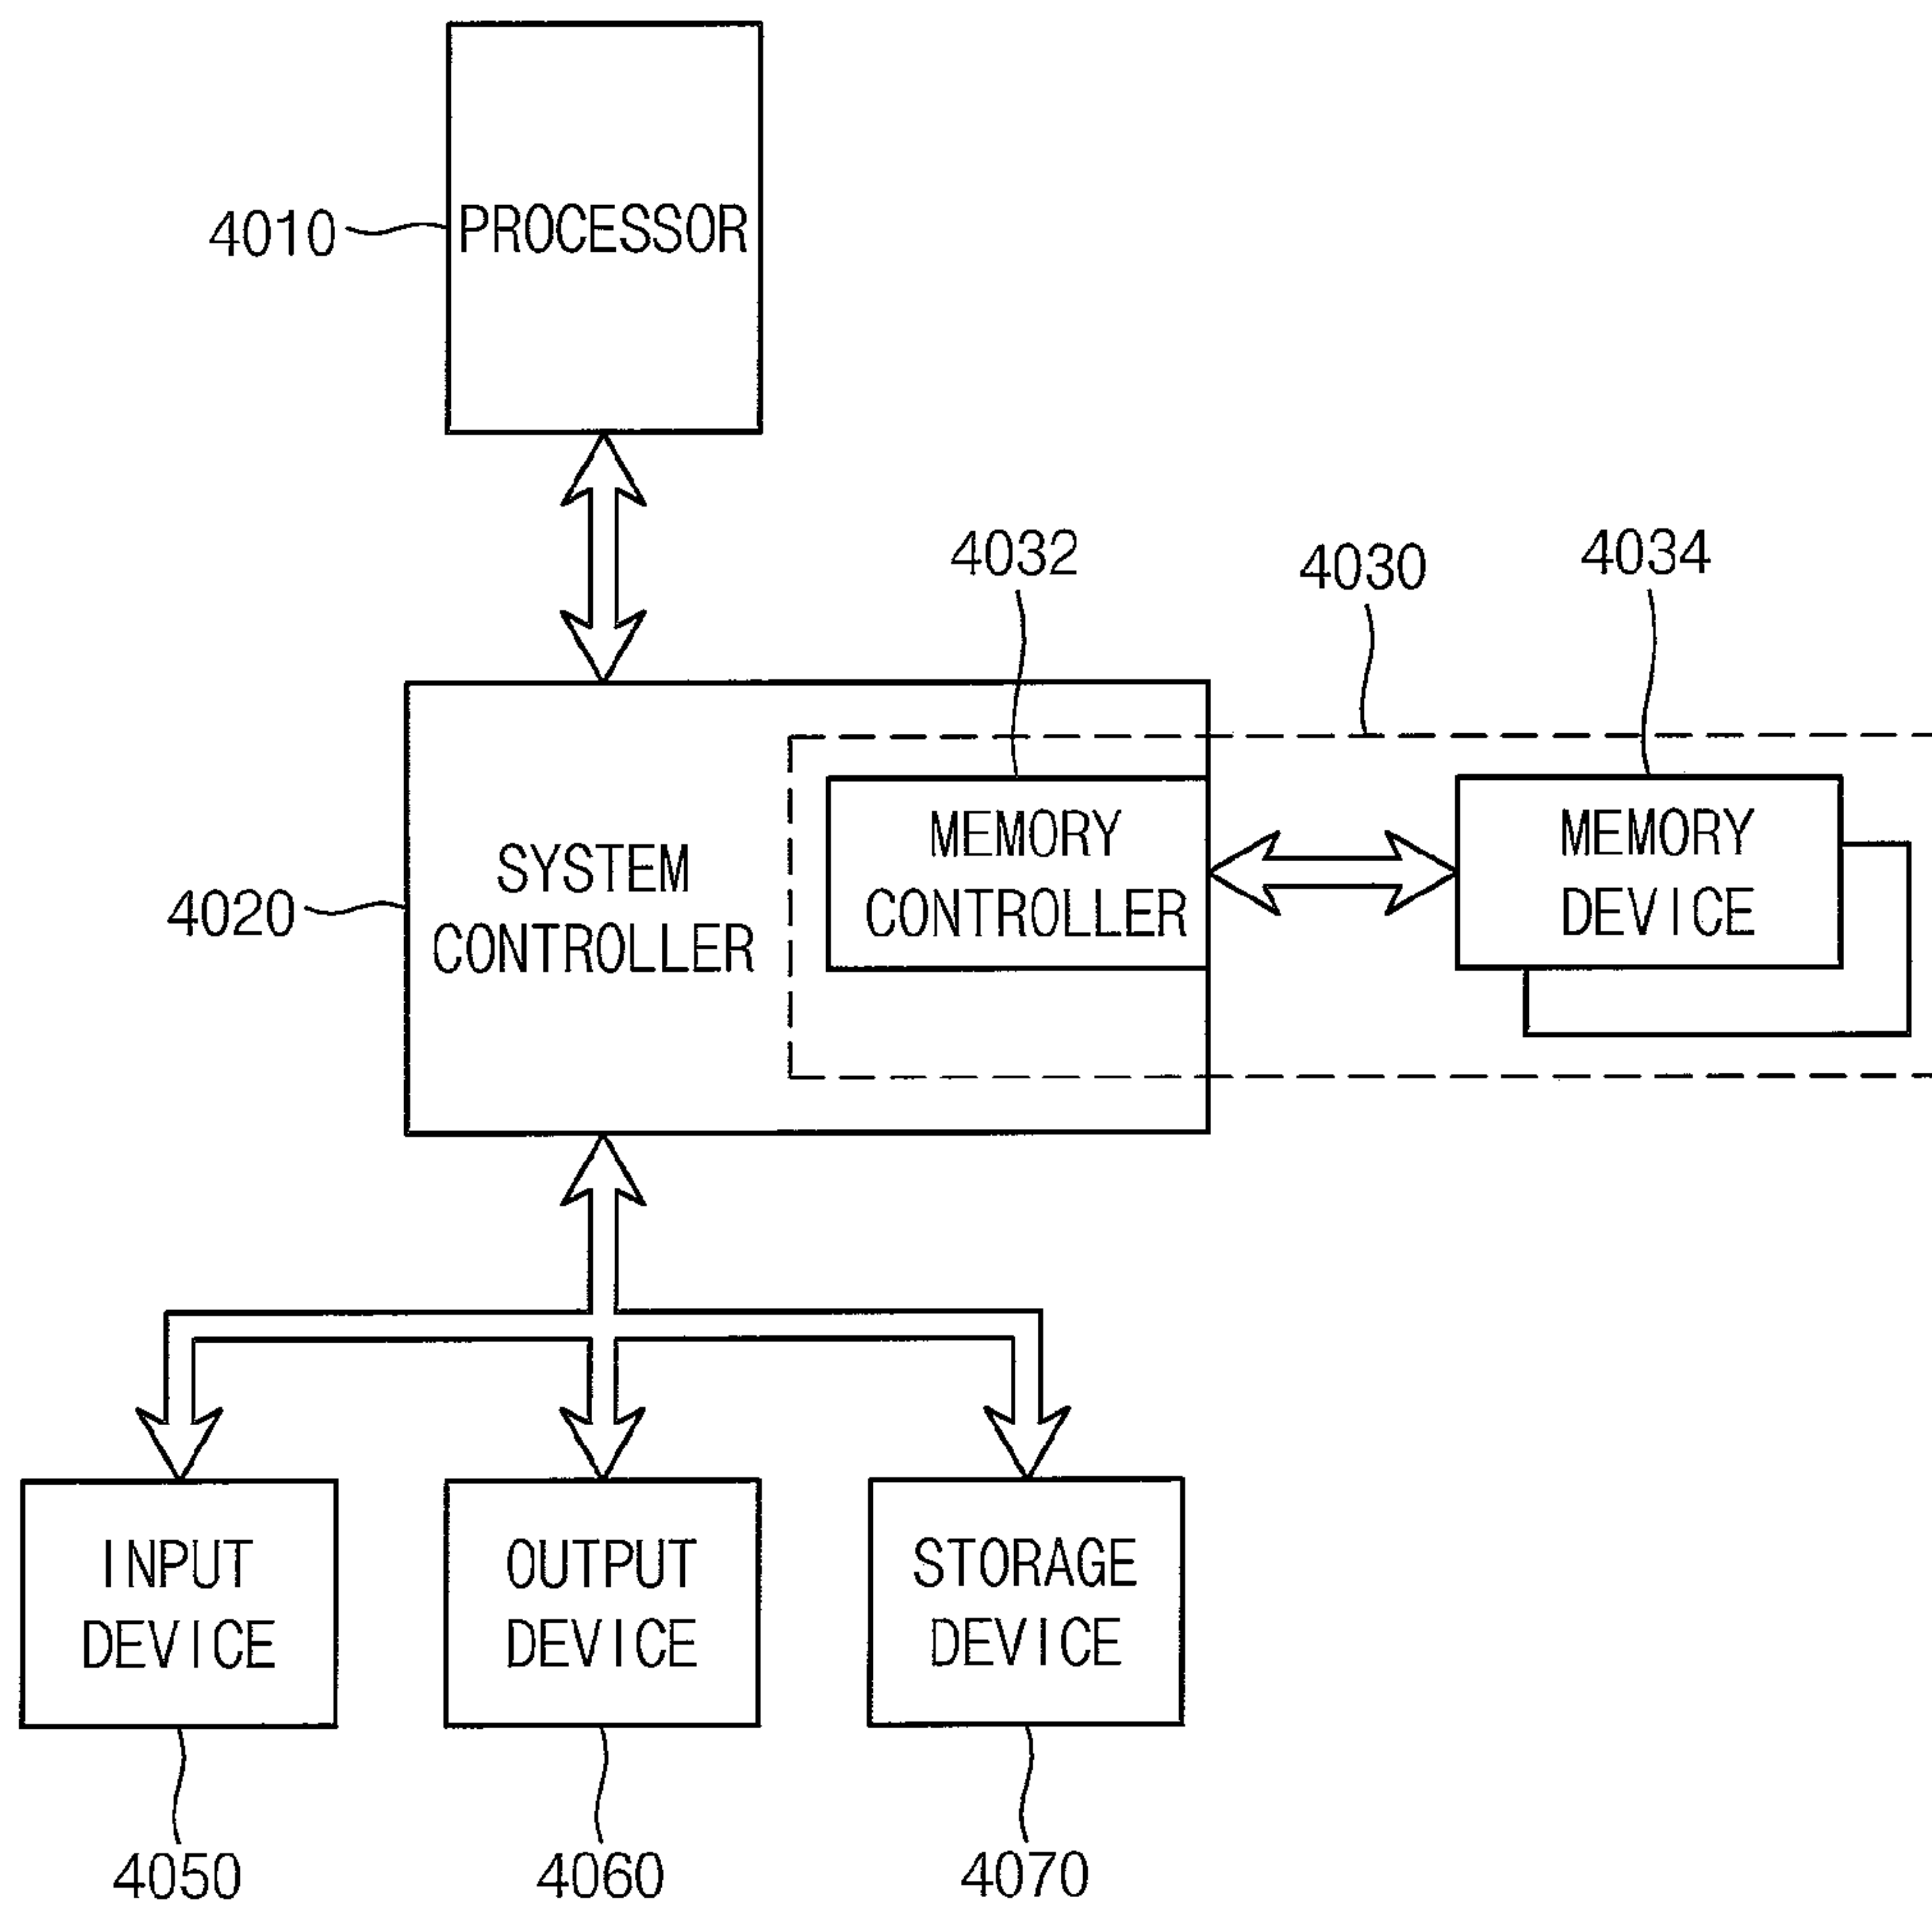 4010
PROCESSOR
4032
4030
4034
4020
SYSTEM
CONTROLLER
MEMORY
CONTROLLER
MEMORY
DEVICE
INPUT
DEVICE
OUTPUT
DEVICE
STORAGE
DEVICE
4050
4060
4070